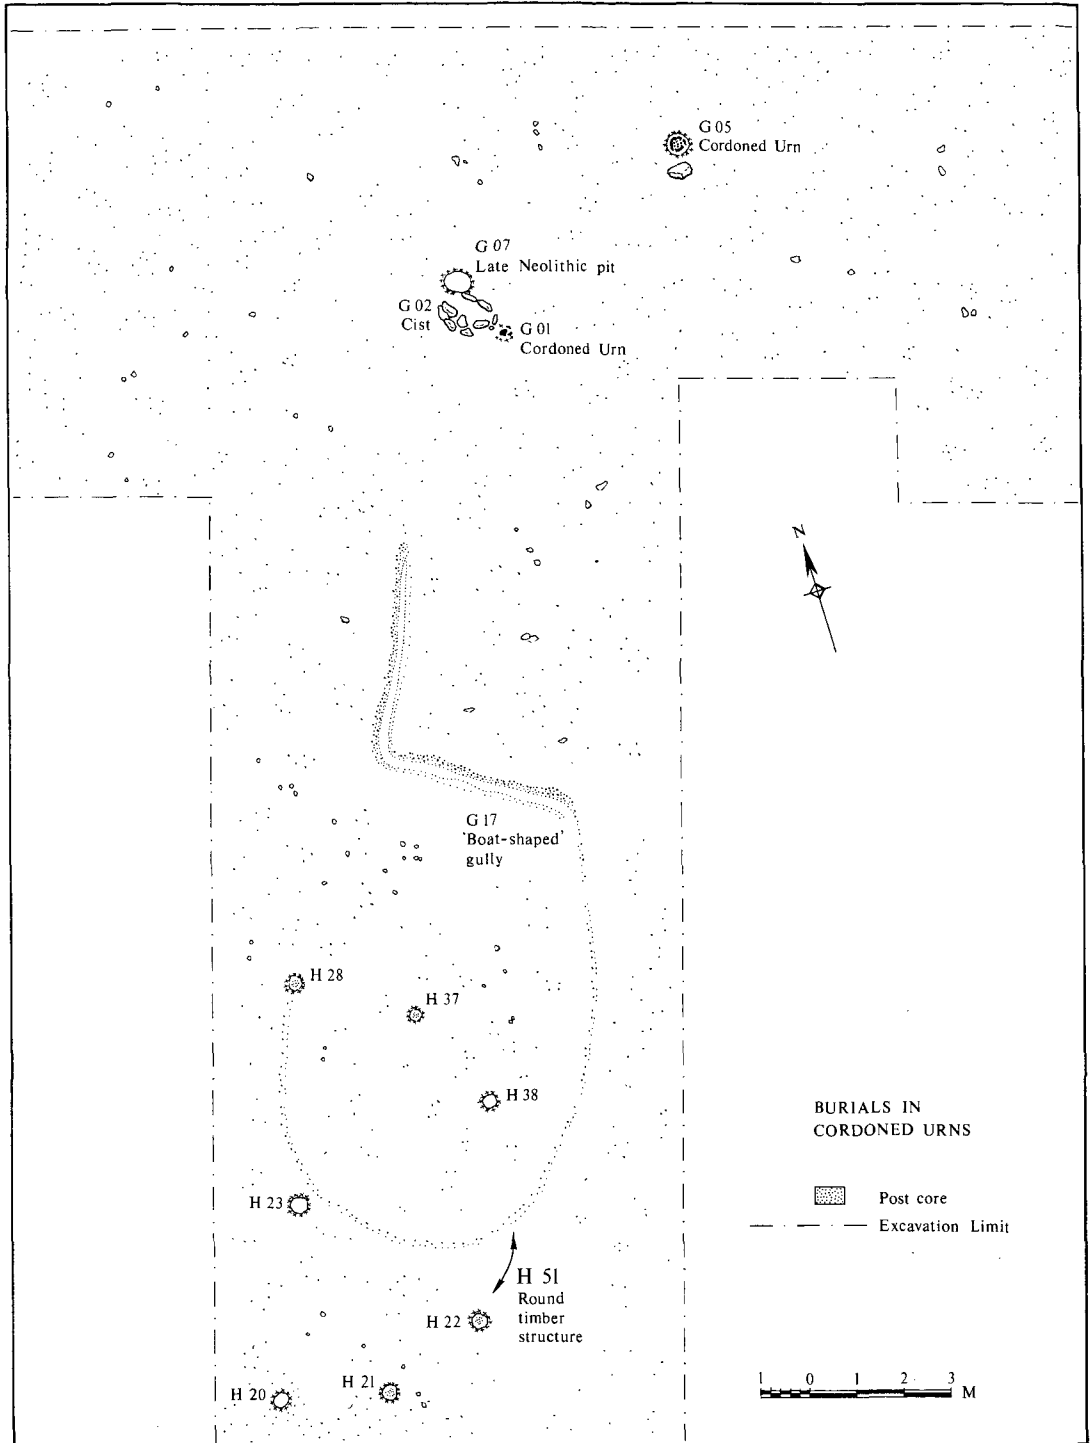 G 05
Cordoned Urn
G 07
Late Neolithic pit
G 02
Cist
G 01
Cordoned Urn
N
G 17
'Boat-shaped'
gully
H 28
H 37
H 38
BURIALS IN
CORDONED URNS
Post core
Excavation Limit
H 23
H 51
Round
timber
structure
H 22
H 21
H 20
1 0 1 2 3
M